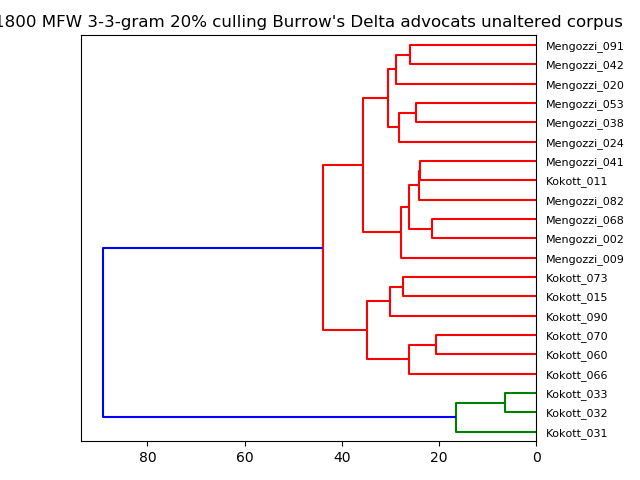 1800 MFW 3-3-gram 20% culling Burrow's Delta advocats unaltered corpus
Mengozzi_091
Mengozzi_042
Mengozzi_020
Mengozzi_053
Mengozzi_038
Mengozzi_024
Mengozzi_041
Kokott_011
Mengozzi_082
Mengozzi_068
Mengozzi_002
Mengozzi_009
Kokott_073
Kokott_015
Kokott_090
Kokott_070
Kokott_060
Kokott_066
Kokott_033
Kokott_032
Kokott_031
80 60 40 20 0